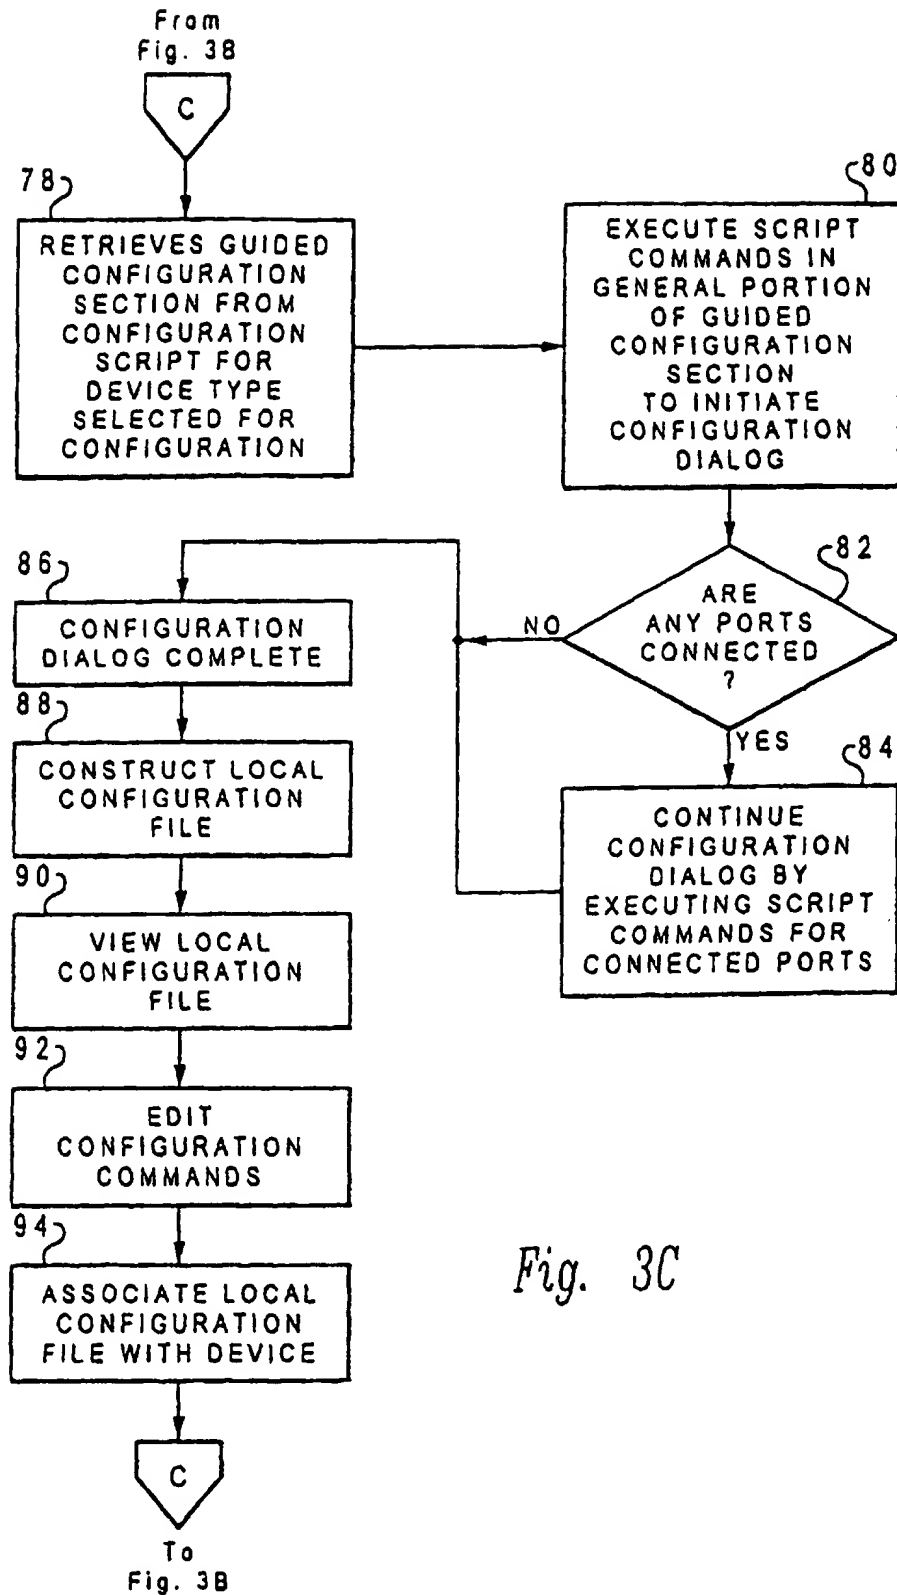 From
Fig. 3B
C
78
RETRIEVES GUIDED
CONFIGURATION
SECTION FROM
CONFIGURATION
SCRIPT FOR
DEVICE TYPE
SELECTED FOR
CONFIGURATION
80
EXECUTE SCRIPT
COMMANDS IN
GENERAL PORTION
OF GUIDED
CONFIGURATION
SECTION
TO INITIATE
CONFIGURATION
DIALOG
82
ARE
ANY PORTS
CONNECTED
?
NO
YES
84
CONTINUE
CONFIGURATION
DIALOG BY
EXECUTING SCRIPT
COMMANDS FOR
CONNECTED PORTS
86
CONFIGURATION
DIALOG COMPLETE
88
CONSTRUCT LOCAL
CONFIGURATION
FILE
90
VIEW LOCAL
CONFIGURATION
FILE
92
EDIT
CONFIGURATION
COMMANDS
94
ASSOCIATE LOCAL
CONFIGURATION
FILE WITH DEVICE
C
To
Fig. 3B
Fig. 3C